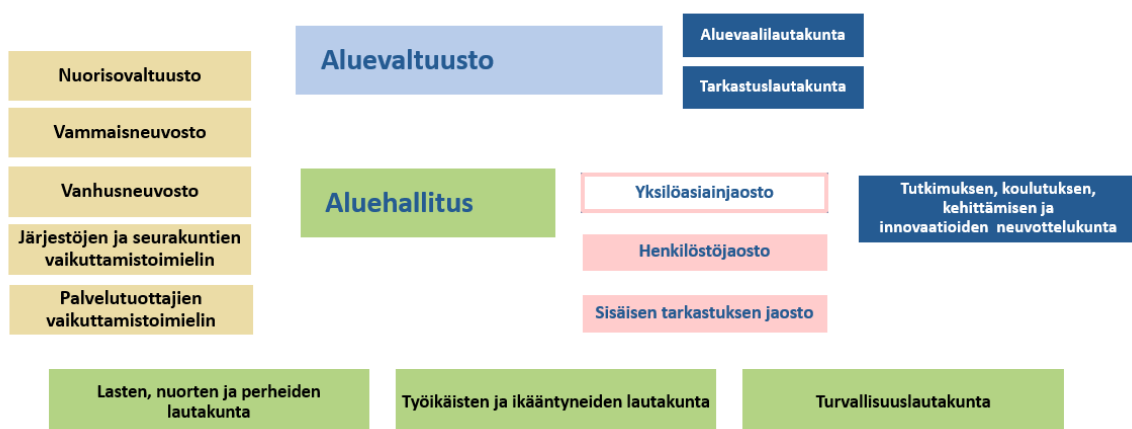 Aluevaltuusto
Aluevaalilautakunta
Tarkastuslautakunta
Nuorisovaltuusto
Vammaisneuvosto
Vanhusneuvosto
Järjestöjen ja seurakuntien
vaikuttamistoimielin
Palvelutuottajien
vaikuttamistoimielin
Aluehallitus
Yksilöasiainjaosto
Henkilöstöjaosto
Sisäisen tarkastuksen jaosto
Tutkimuksen, koulutuksen,
kehittämisen ja
innovaatioiden neuvottelukunta
Lasten, nuorten ja perheiden
lautakunta
Työikäisten ja ikääntyneiden lautakunta
Turvallisuuslautakunta